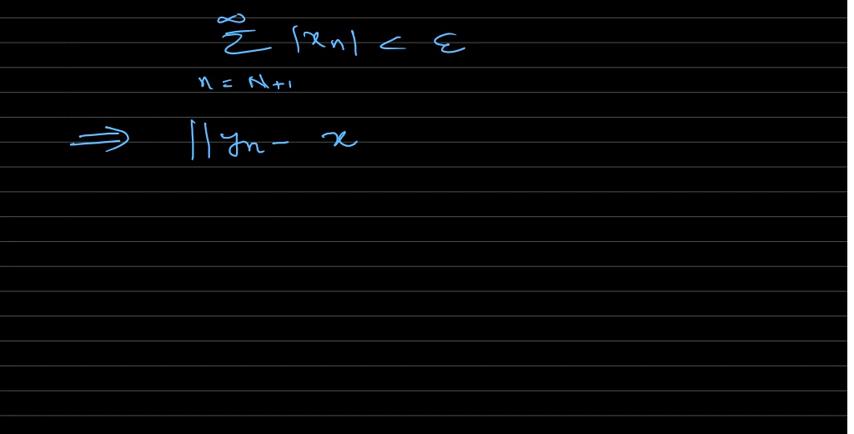 ∞
Σ |xn| < ε
n = N+1
⟹ ||yn - x